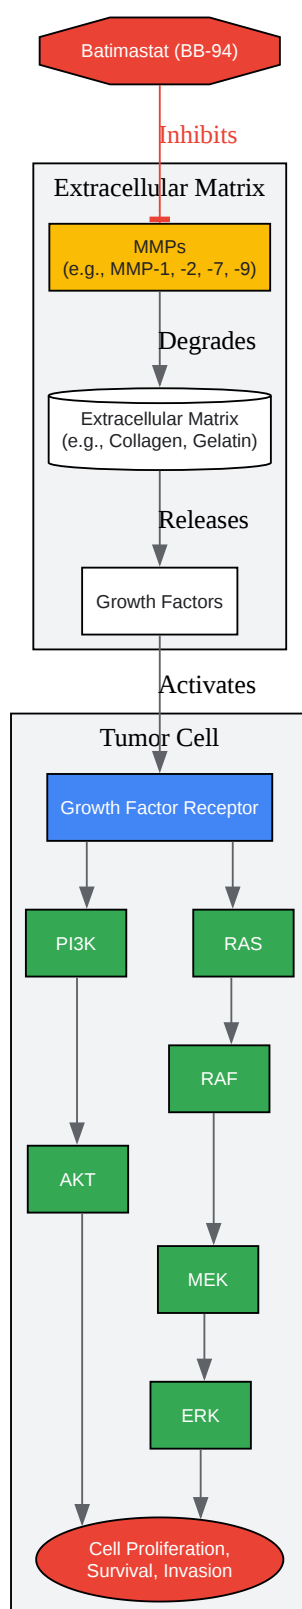 Batimastat (BB-94)
Inhibits
Extracellular Matrix
MMPs
(e.g., MMP-1, -2, -7, -9)
Degrades
Extracellular Matrix
(e.g., Collagen, Gelatin)
Releases
Growth Factors
Activates
Tumor Cell
Growth Factor Receptor
PI3K
RAS
RAF
AKT
MEK
ERK
Cell Proliferation,
Survival, Invasion